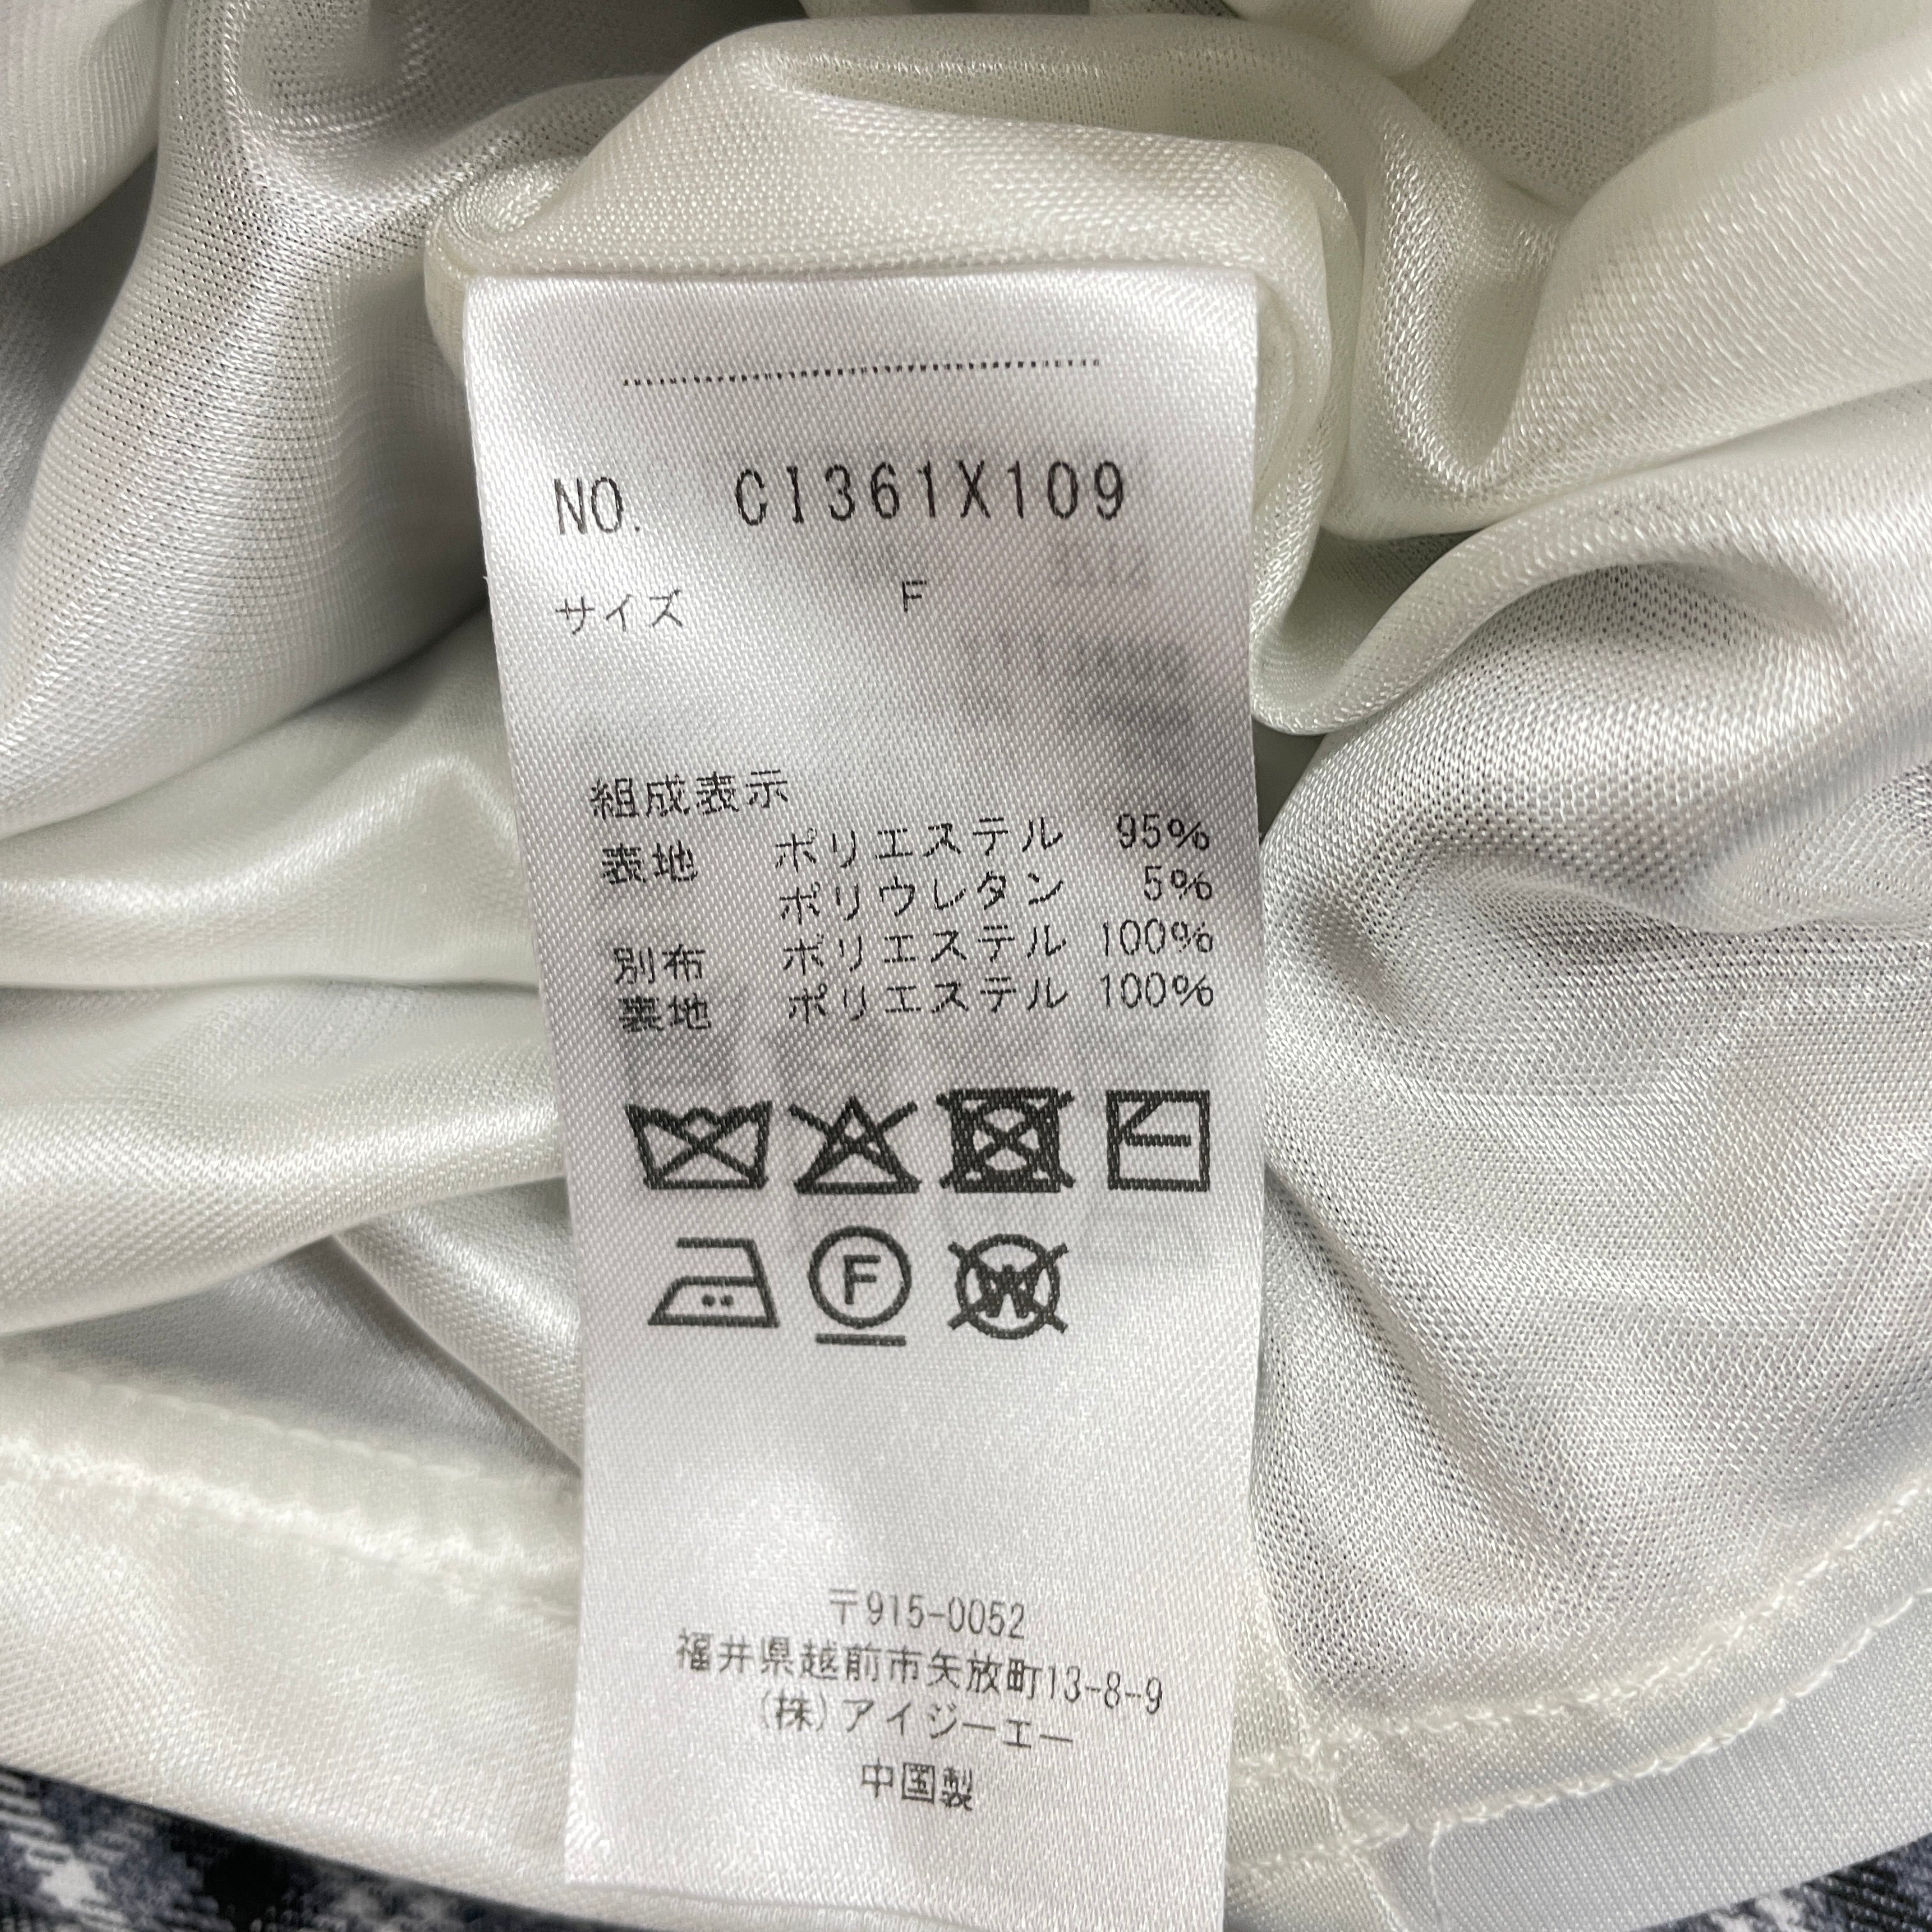 NO. CI361X109
サイズ F
組成表示
表地 ポリエステル 95%
ポリウレタン 5%
別布 ポリエステル 100%
裏地 ポリエステル 100%
F
W
〒915-0052
福井県越前市矢放町13-8-9
(株)アイジーエー
中国製